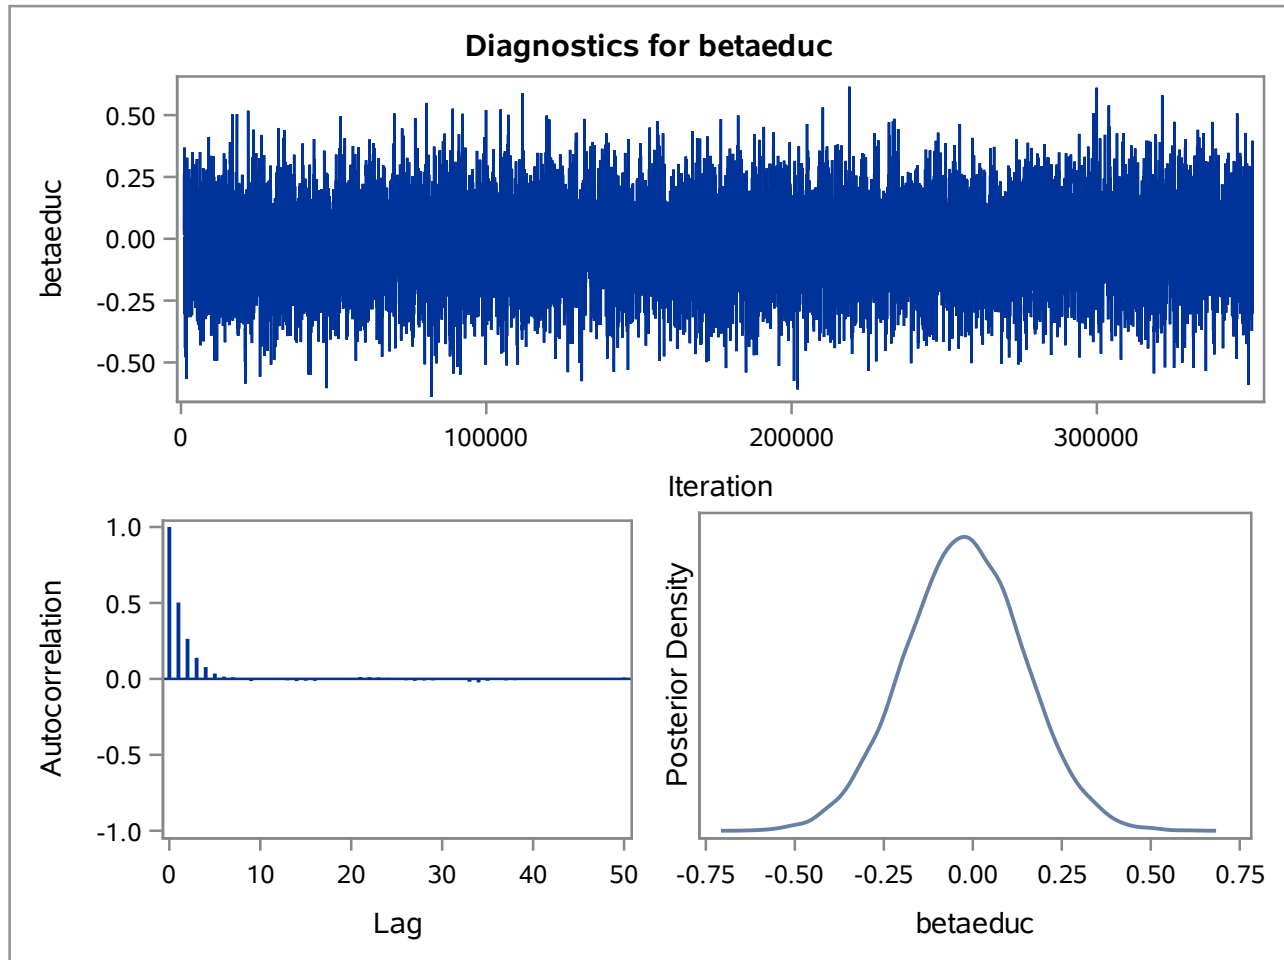 Diagnostics for betaeduc
betaeduc
0.50
0.25
0.00
-0.25
-0.50
0 100000 200000 300000
Iteration
Autocorrelation
1.0
0.5
0.0
-0.5
-1.0
0 10 20 30 40 50
Lag
Posterior Density
-0.75 -0.50 -0.25 0.00 0.25 0.50 0.75
betaeduc